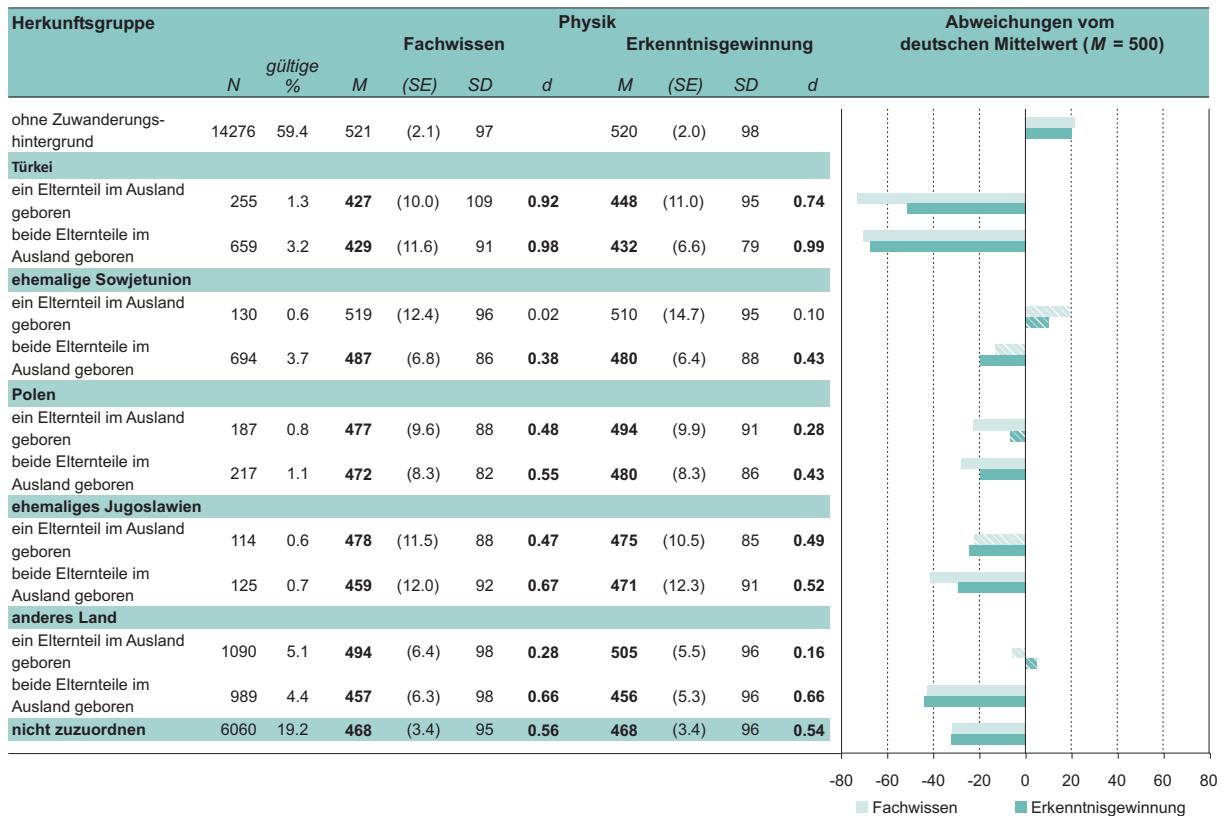 Herkunftsgruppe Physik Abweichungen vom
Fachwissen Erkenntnisgewinnung deutschen Mittelwert (M = 500)
gültige
N % M (SE) SD d M (SE) SD d
ohne Zuwanderungs-
hintergrund 14276 59.4 521 (2.1) 97 520 (2.0) 98
Türkei
ein Elternteil im Ausland
geboren 255 1.3 427 (10.0) 109 0.92 448 (11.0) 95 0.74
beide Elternteile im
Ausland geboren 659 3.2 429 (11.6) 91 0.98 432 (6.6) 79 0.99
ehemalige Sowjetunion
ein Elternteil im Ausland
geboren 130 0.6 519 (12.4) 96 0.02 510 (14.7) 95 0.10
beide Elternteile im
Ausland geboren 694 3.7 487 (6.8) 86 0.38 480 (6.4) 88 0.43
Polen
ein Elternteil im Ausland
geboren 187 0.8 477 (9.6) 88 0.48 494 (9.9) 91 0.28
beide Elternteile im
Ausland geboren 217 1.1 472 (8.3) 82 0.55 480 (8.3) 86 0.43
ehemaliges Jugoslawien
ein Elternteil im Ausland
geboren 114 0.6 478 (11.5) 88 0.47 475 (10.5) 85 0.49
beide Elternteile im
Ausland geboren 125 0.7 459 (12.0) 92 0.67 471 (12.3) 91 0.52
anderes Land
ein Elternteil im Ausland
geboren 1090 5.1 494 (6.4) 98 0.28 505 (5.5) 96 0.16
beide Elternteile im
Ausland geboren 989 4.4 457 (6.3) 98 0.66 456 (5.3) 96 0.66
nicht zuzuordnen 6060 19.2 468 (3.4) 95 0.56 468 (3.4) 96 0.54
-80 -60 -40 -20 0 20 40 60 80
Fachwissen Erkenntnisgewinnung